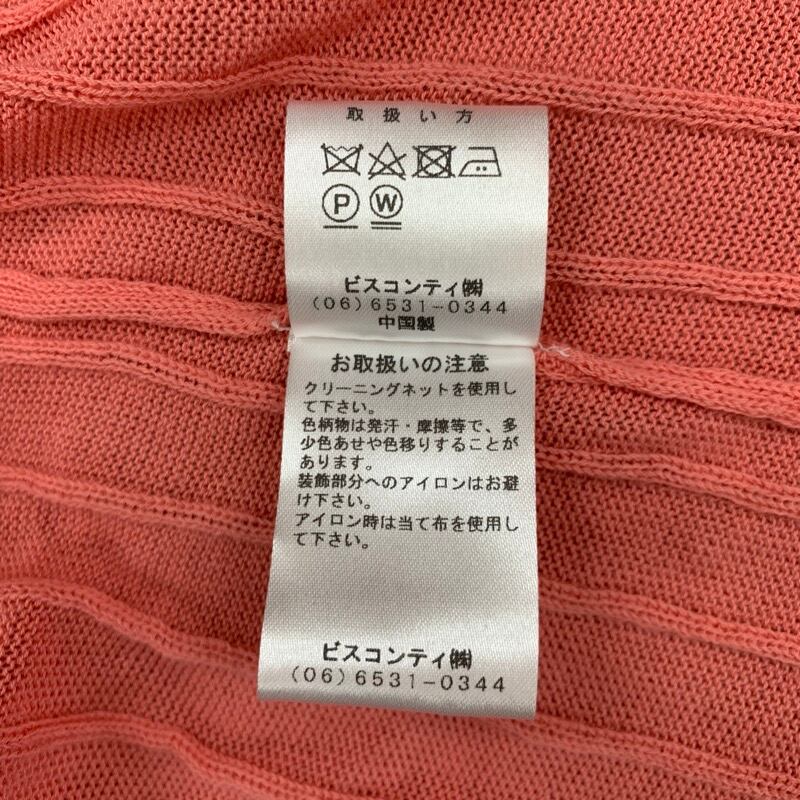 取扱い方
P W
ビスコンティ㈱
(06)6531-0344
中国製
お取扱いの注意
クリーニングネットを使用し
て下さい。
色柄物は発汗・摩擦等で、多
少色あせや色移りすることが
あります。
装飾部分へのアイロンはお避
け下さい。
アイロン時は当て布を使用し
て下さい。
ビスコンティ㈱
(06)6531-0344